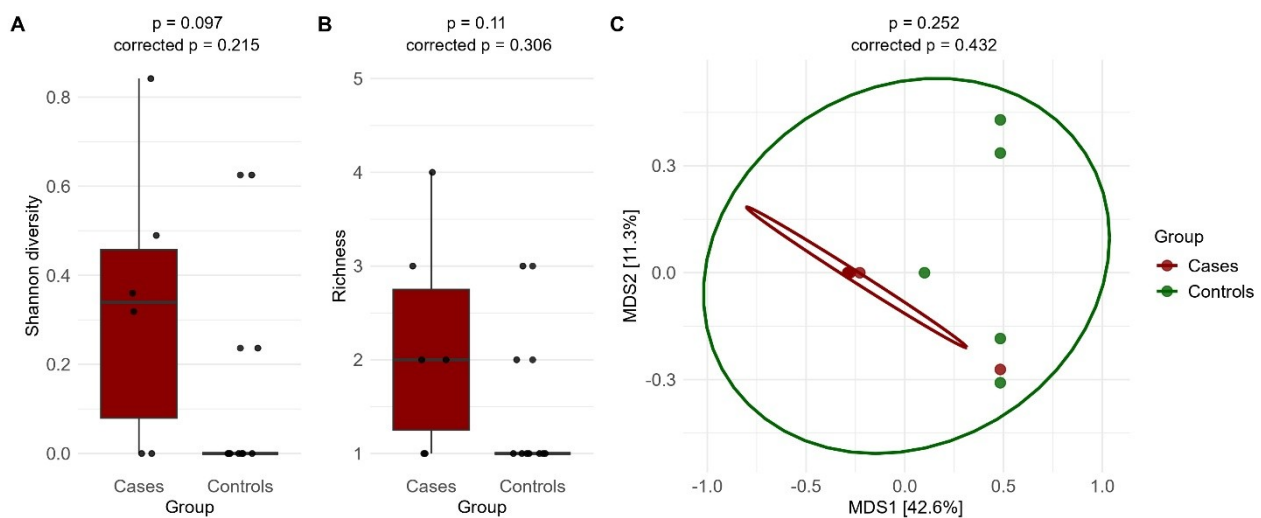 A
p = 0.097
corrected p = 0.215
Shannon diversity
0.8
0.6
0.4
0.2
0.0
Cases
Controls
Group
B
p = 0.11
corrected p = 0.306
Richness
5
4
3
2
1
Cases
Controls
Group
C
p = 0.252
corrected p = 0.432
MDS2 [11.3%]
0.3
0.0
-0.3
-1.0
-0.5
0.0
0.5
1.0
MDS1 [42.6%]
Group
Cases
Controls